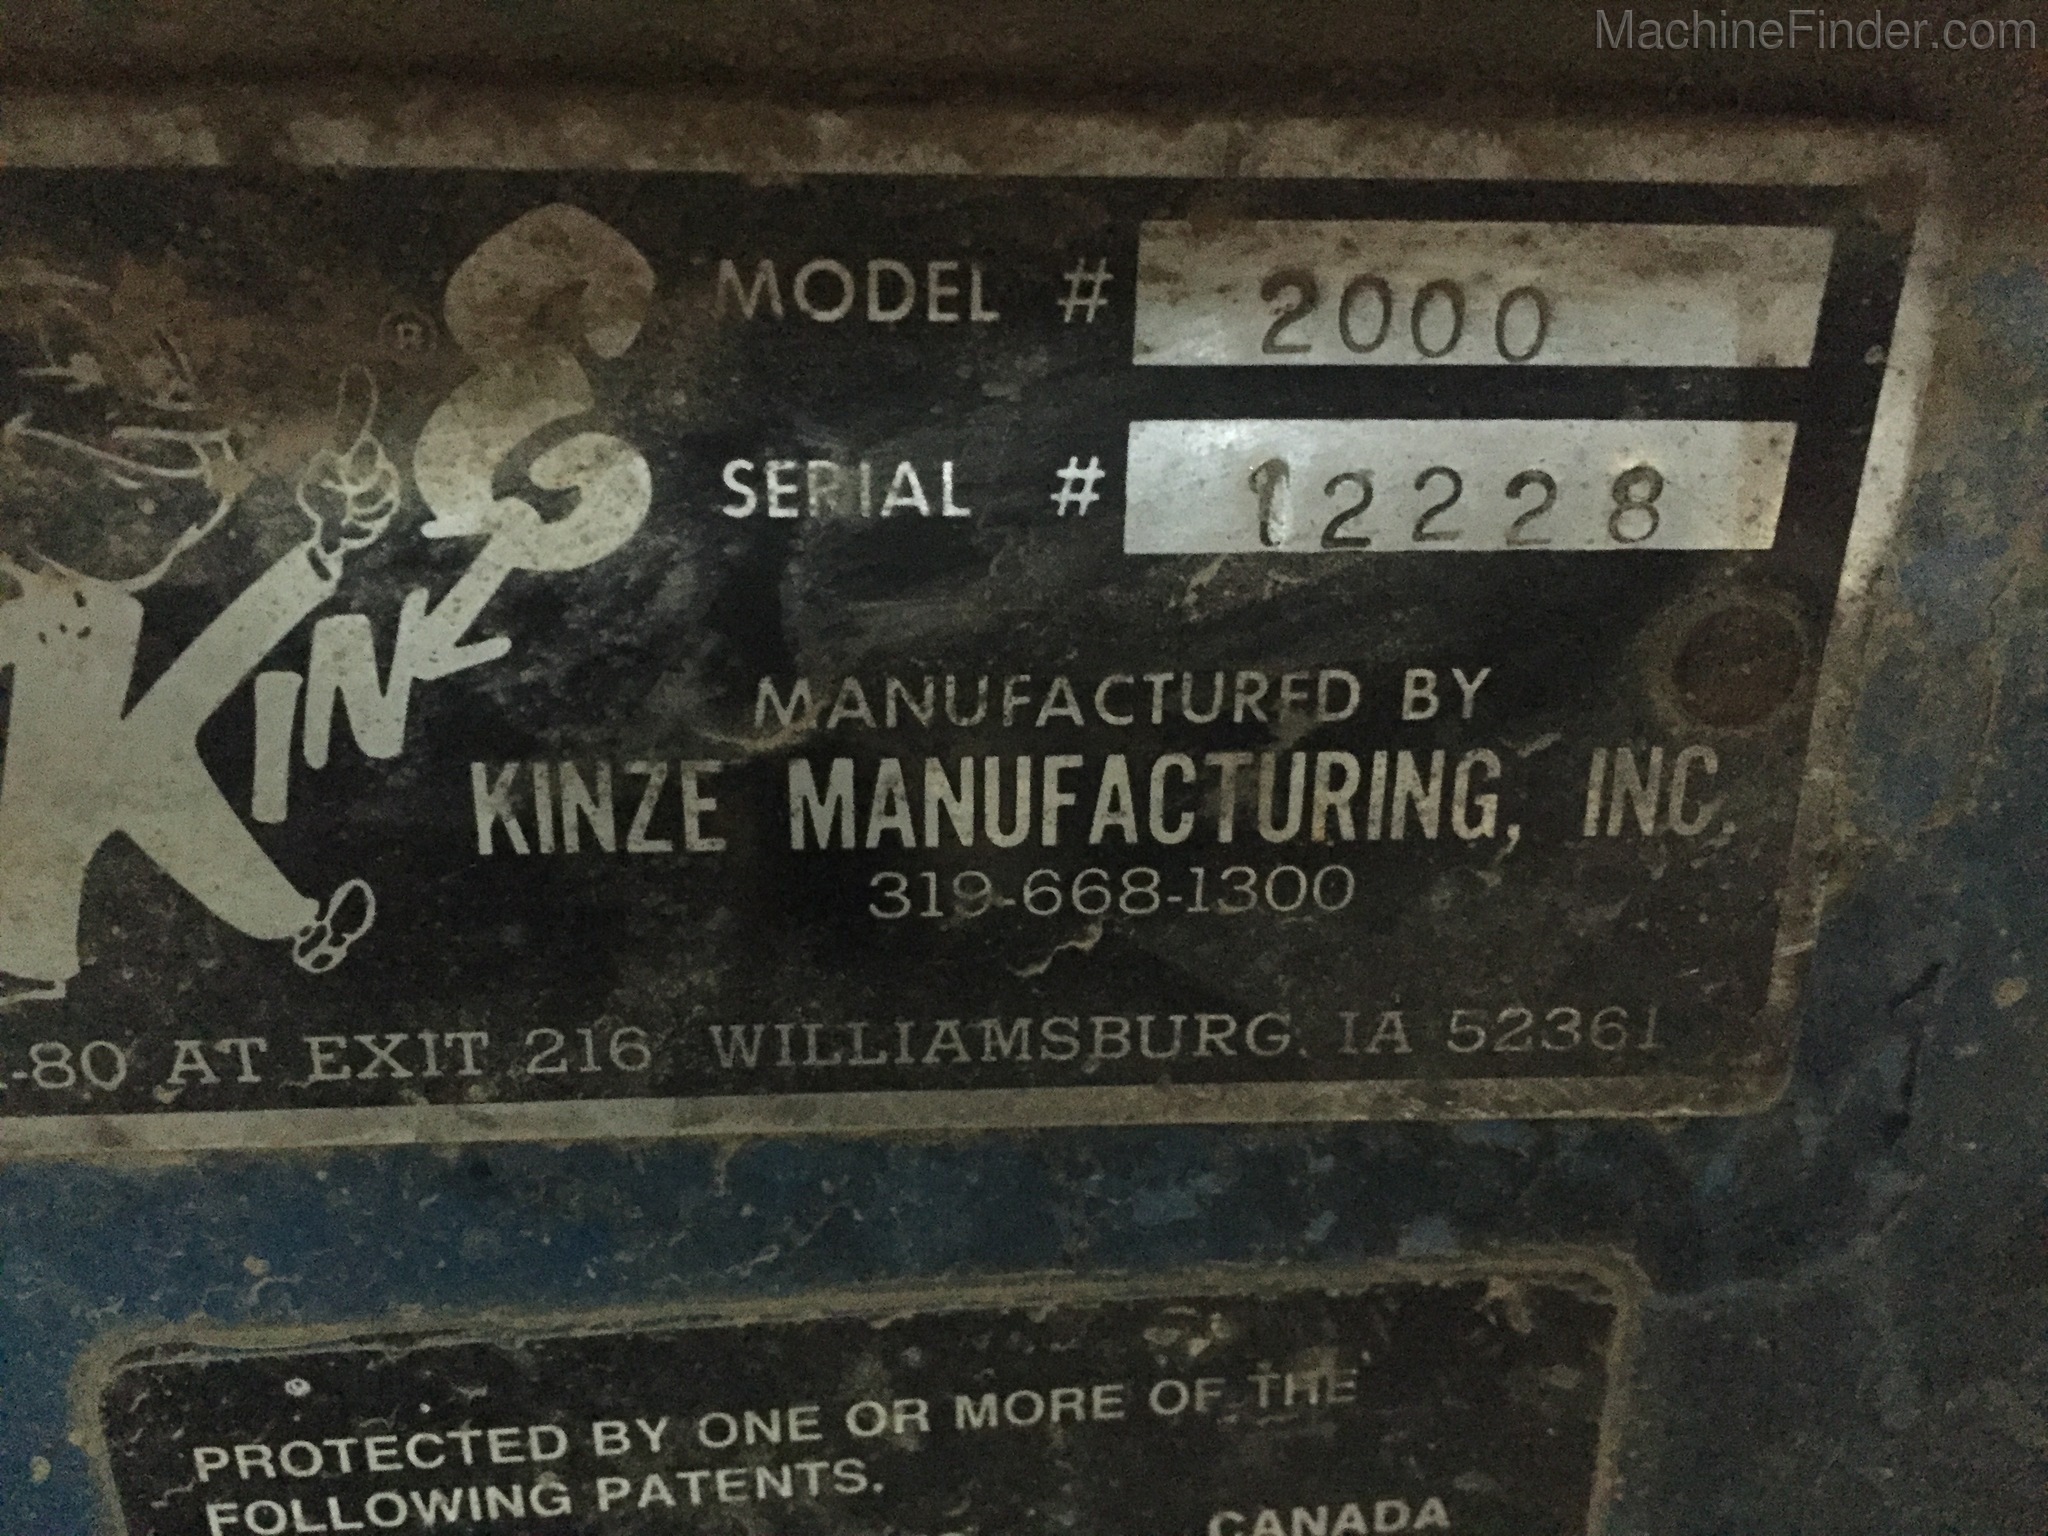 MachineFinder.com
MODEL # 2000
SERIAL # 12228
® KINZE
MANUFACTURED BY
KINZE MANUFACTURING, INC.
319-668-1300
I-80 AT EXIT 216 WILLIAMSBURG, IA 52361
PROTECTED BY ONE OR MORE OF THE
FOLLOWING PATENTS.
CANADA